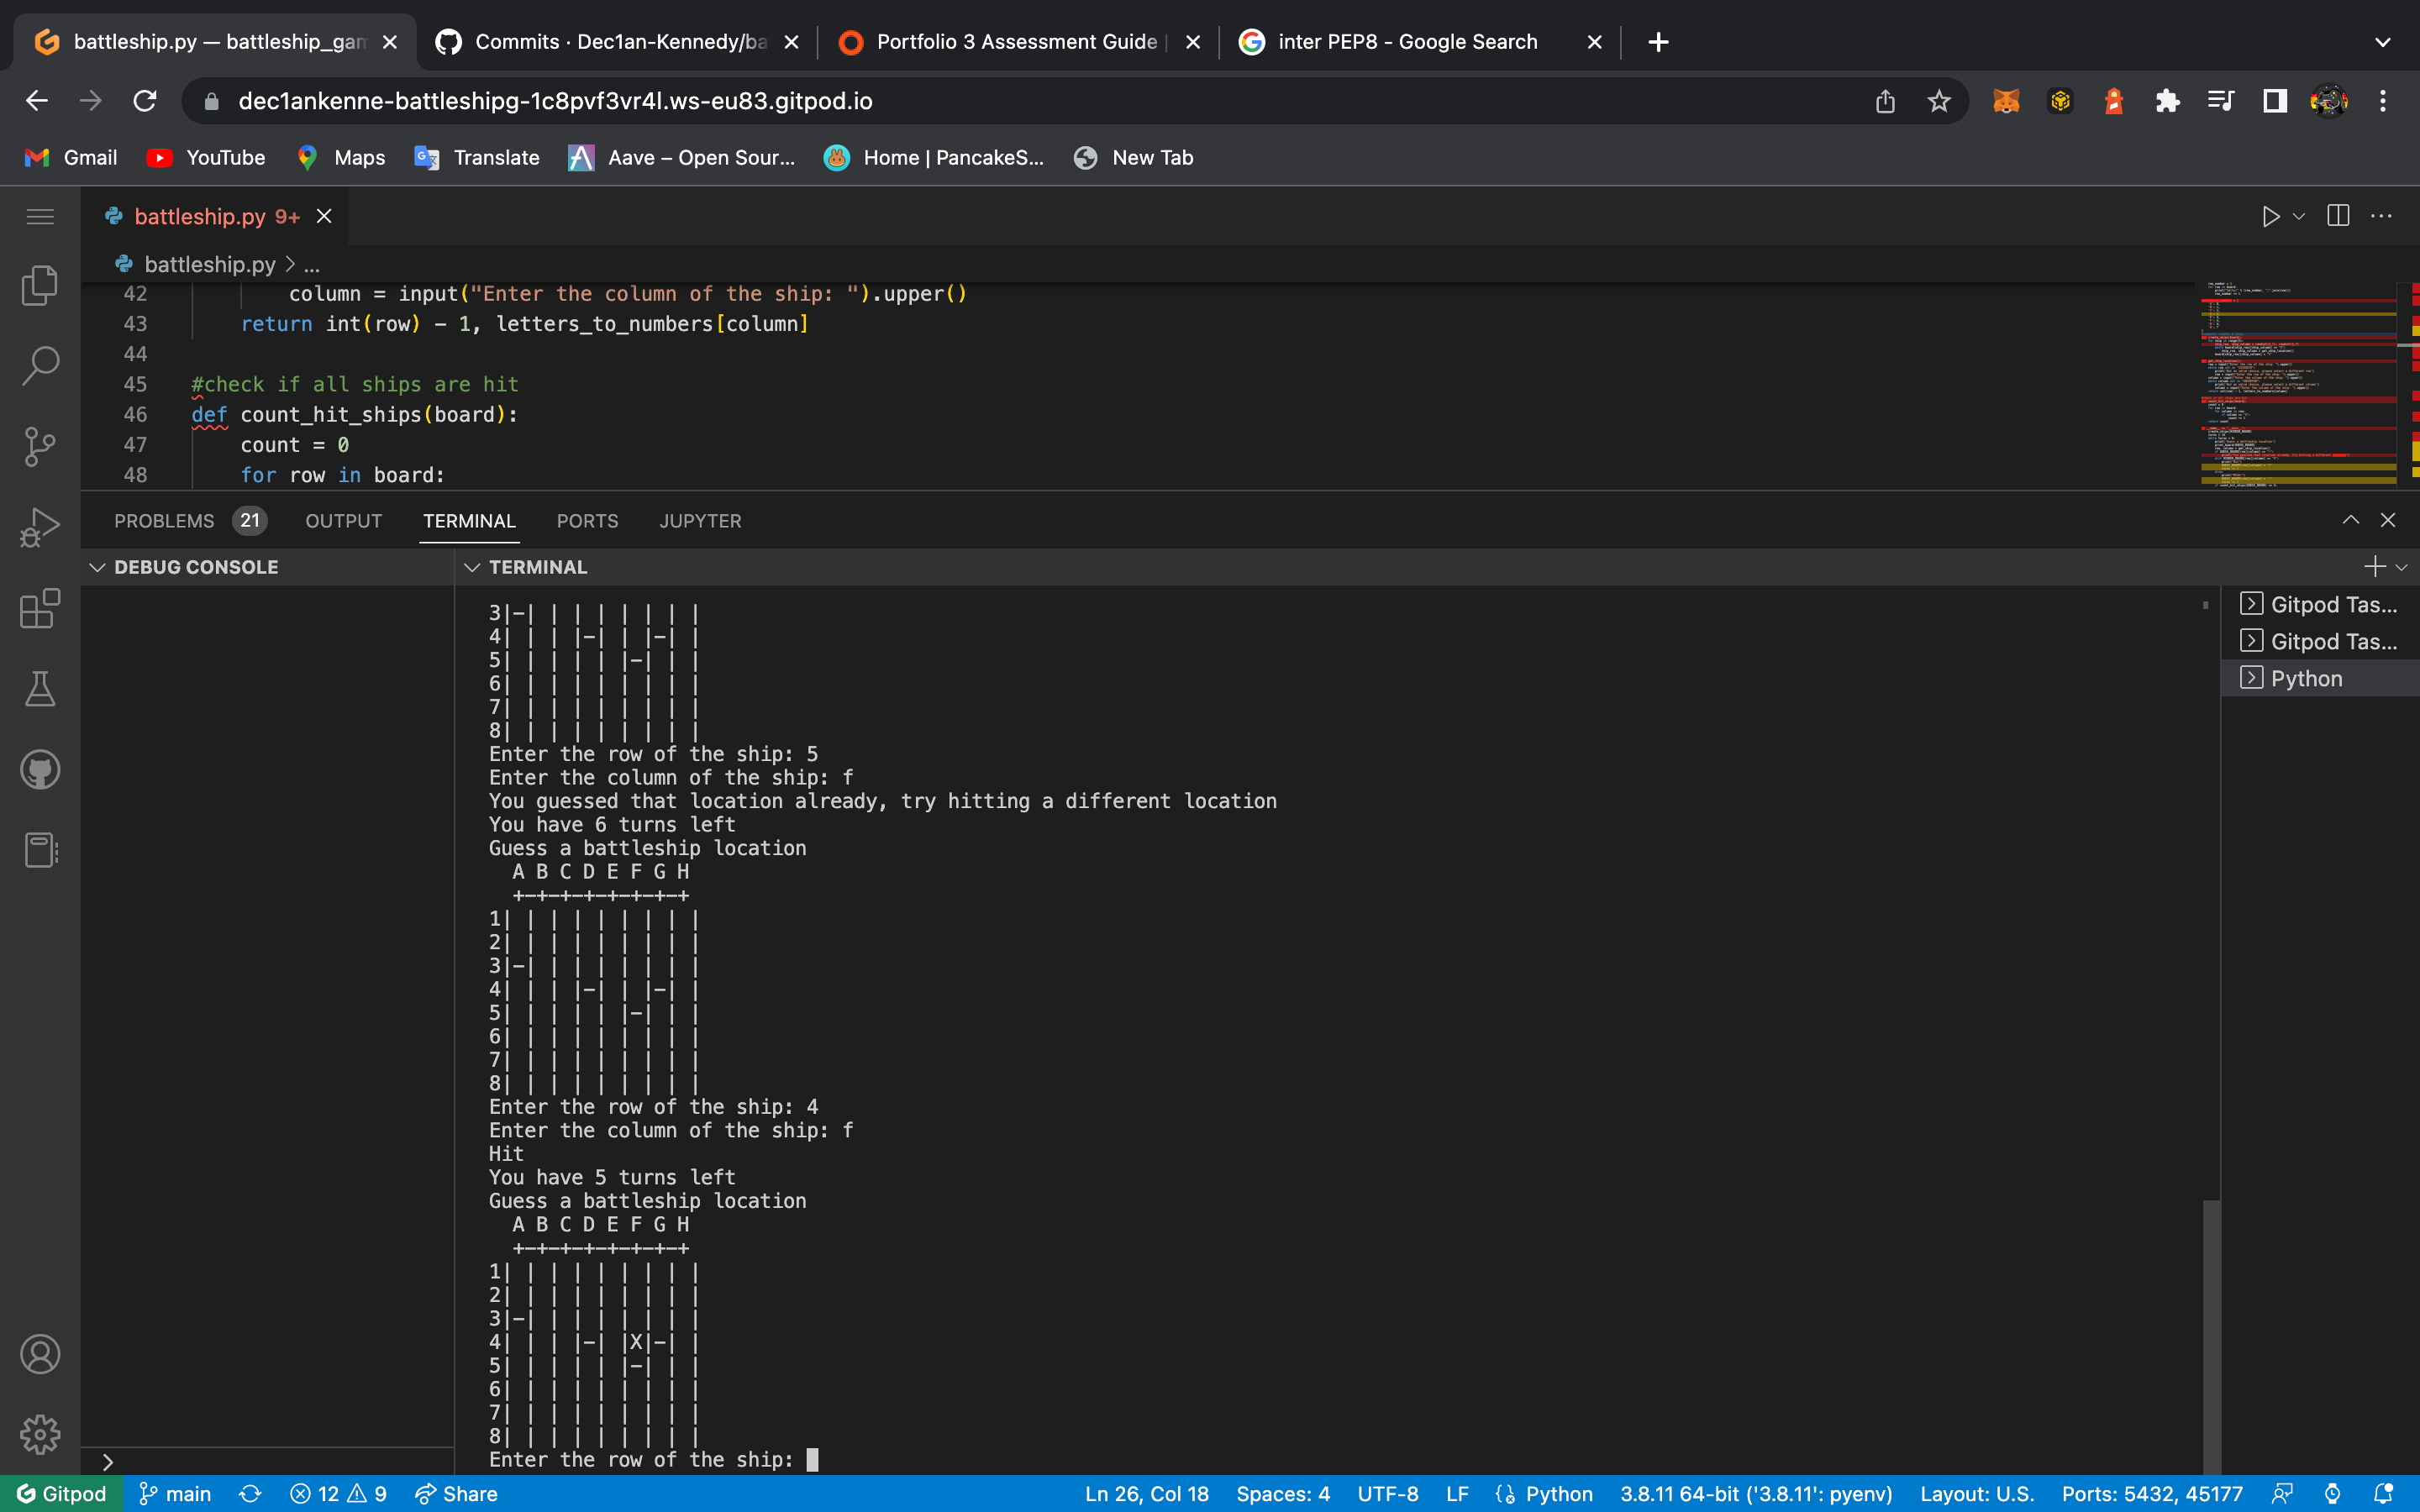 battleship.py — battleship_gam
Commits · Dec1an-Kennedy/ba
Portfolio 3 Assessment Guide |
inter PEP8 - Google Search
dec1ankenne-battleshipg-1c8pvf3vr4l.ws-eu83.gitpod.io
Gmail
YouTube
Maps
Translate
Aave – Open Sour...
Home | PancakeS...
New Tab
battleship.py 9+
battleship.py > ...
42 column = input("Enter the column of the ship: ").upper()
43 return int(row) - 1, letters_to_numbers[column]
44
45 #check if all ships are hit
46 def count_hit_ships(board):
47 count = 0
48 for row in board:
PROBLEMS 21 OUTPUT TERMINAL PORTS JUPYTER
DEBUG CONSOLE
TERMINAL
3|-| | | | | | | |
4| | | |-| | |-| |
5| | | | | |-| | |
6| | | | | | | | |
7| | | | | | | | |
8| | | | | | | | |
Enter the row of the ship: 5
Enter the column of the ship: f
You guessed that location already, try hitting a different location
You have 6 turns left
Guess a battleship location
  A B C D E F G H
  +-+-+-+-+-+-+-+
1| | | | | | | | |
2| | | | | | | | |
3|-| | | | | | | |
4| | | |-| | |-| |
5| | | | | |-| | |
6| | | | | | | | |
7| | | | | | | | |
8| | | | | | | | |
Enter the row of the ship: 4
Enter the column of the ship: f
Hit
You have 5 turns left
Guess a battleship location
  A B C D E F G H
  +-+-+-+-+-+-+-+
1| | | | | | | | |
2| | | | | | | | |
3|-| | | | | | | |
4| | | |-| |X|-| |
5| | | | | |-| | |
6| | | | | | | | |
7| | | | | | | | |
8| | | | | | | | |
Enter the row of the ship:
Gitpod Tas...
Gitpod Tas...
Python
Gitpod main 12 9 Share Ln 26, Col 18 Spaces: 4 UTF-8 LF Python 3.8.11 64-bit ('3.8.11': pyenv) Layout: U.S. Ports: 5432, 45177